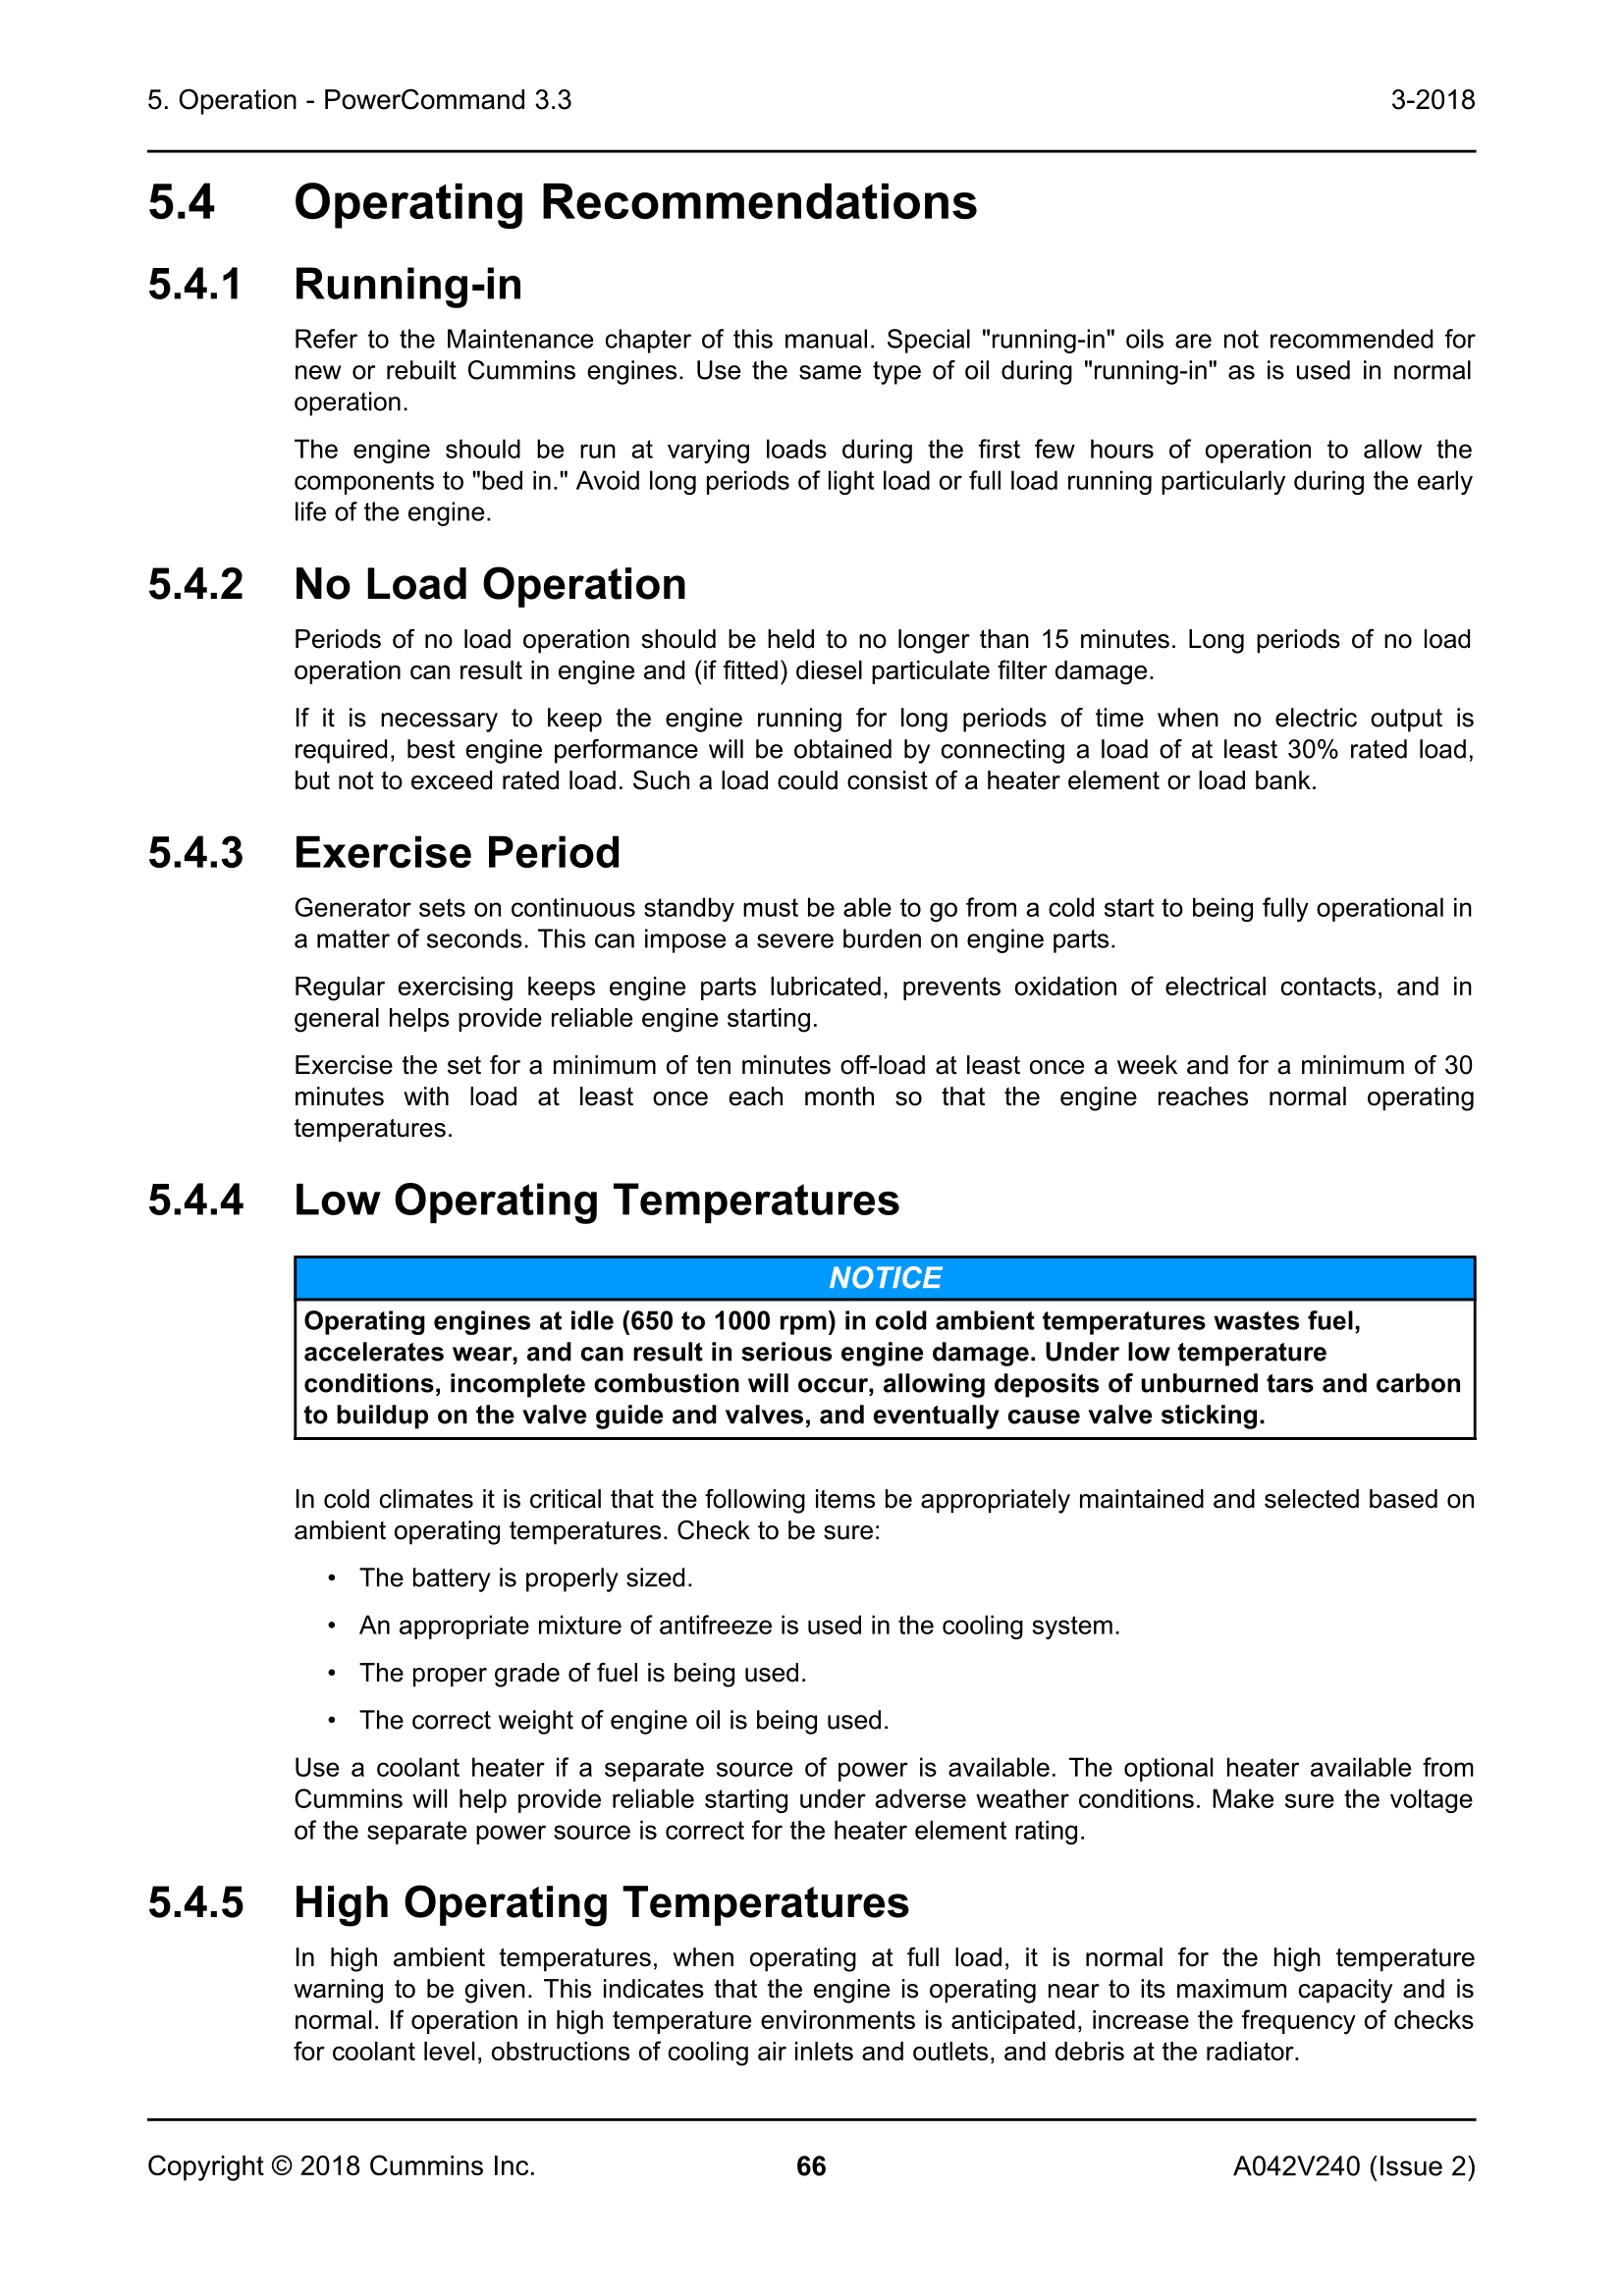 5. Operation - PowerCommand 3.3 3-2018
5.4 Operating Recommendations
5.4.1 Running-in
Refer to the Maintenance chapter of this manual. Special "running-in" oils are not recommended for
new or rebuilt Cummins engines. Use the same type of oil during "running-in" as is used in normal
operation.
The engine should be run at varying loads during the first few hours of operation to allow the
components to "bed in." Avoid long periods of light load or full load running particularly during the early
life of the engine.
5.4.2 No Load Operation
Periods of no load operation should be held to no longer than 15 minutes. Long periods of no load
operation can result in engine and (if fitted) diesel particulate filter damage.
If it is necessary to keep the engine running for long periods of time when no electric output is
required, best engine performance will be obtained by connecting a load of at least 30% rated load,
but not to exceed rated load. Such a load could consist of a heater element or load bank.
5.4.3 Exercise Period
Generator sets on continuous standby must be able to go from a cold start to being fully operational in
a matter of seconds. This can impose a severe burden on engine parts.
Regular exercising keeps engine parts lubricated, prevents oxidation of electrical contacts, and in
general helps provide reliable engine starting.
Exercise the set for a minimum of ten minutes off-load at least once a week and for a minimum of 30
minutes with load at least once each month so that the engine reaches normal operating
temperatures.
5.4.4 Low Operating Temperatures
NOTICE
Operating engines at idle (650 to 1000 rpm) in cold ambient temperatures wastes fuel,
accelerates wear, and can result in serious engine damage. Under low temperature
conditions, incomplete combustion will occur, allowing deposits of unburned tars and carbon
to buildup on the valve guide and valves, and eventually cause valve sticking.
In cold climates it is critical that the following items be appropriately maintained and selected based on
ambient operating temperatures. Check to be sure:
• The battery is properly sized.
• An appropriate mixture of antifreeze is used in the cooling system.
• The proper grade of fuel is being used.
• The correct weight of engine oil is being used.
Use a coolant heater if a separate source of power is available. The optional heater available from
Cummins will help provide reliable starting under adverse weather conditions. Make sure the voltage
of the separate power source is correct for the heater element rating.
5.4.5 High Operating Temperatures
In high ambient temperatures, when operating at full load, it is normal for the high temperature
warning to be given. This indicates that the engine is operating near to its maximum capacity and is
normal. If operation in high temperature environments is anticipated, increase the frequency of checks
for coolant level, obstructions of cooling air inlets and outlets, and debris at the radiator.
Copyright © 2018 Cummins Inc. 66 A042V240 (Issue 2)